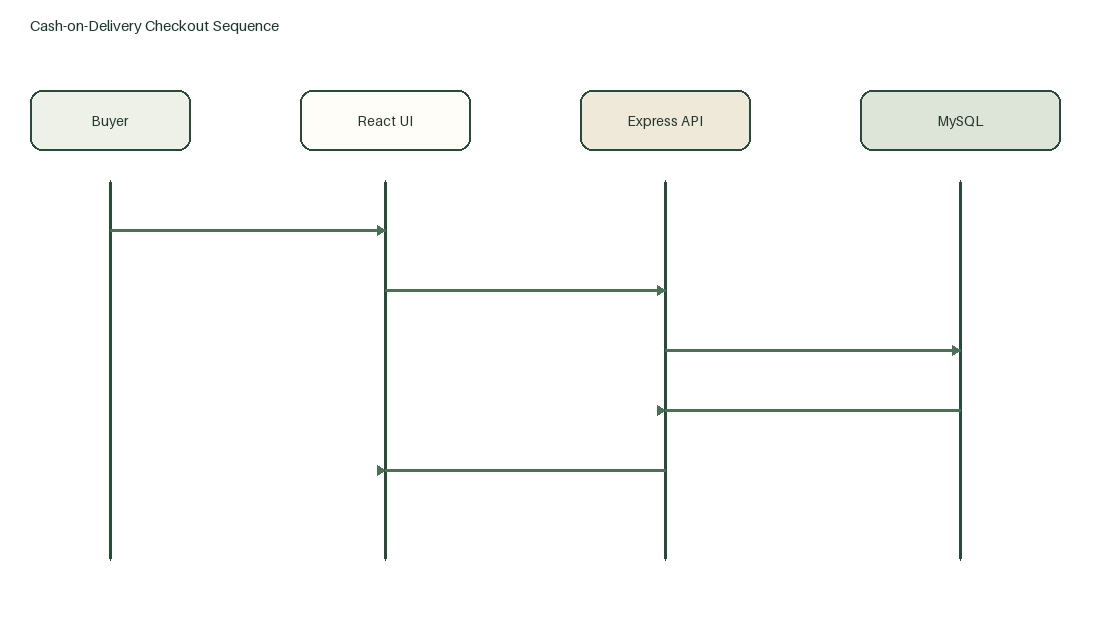 Cash-on-Delivery Checkout Sequence
Buyer
React UI
Express API
MySQL